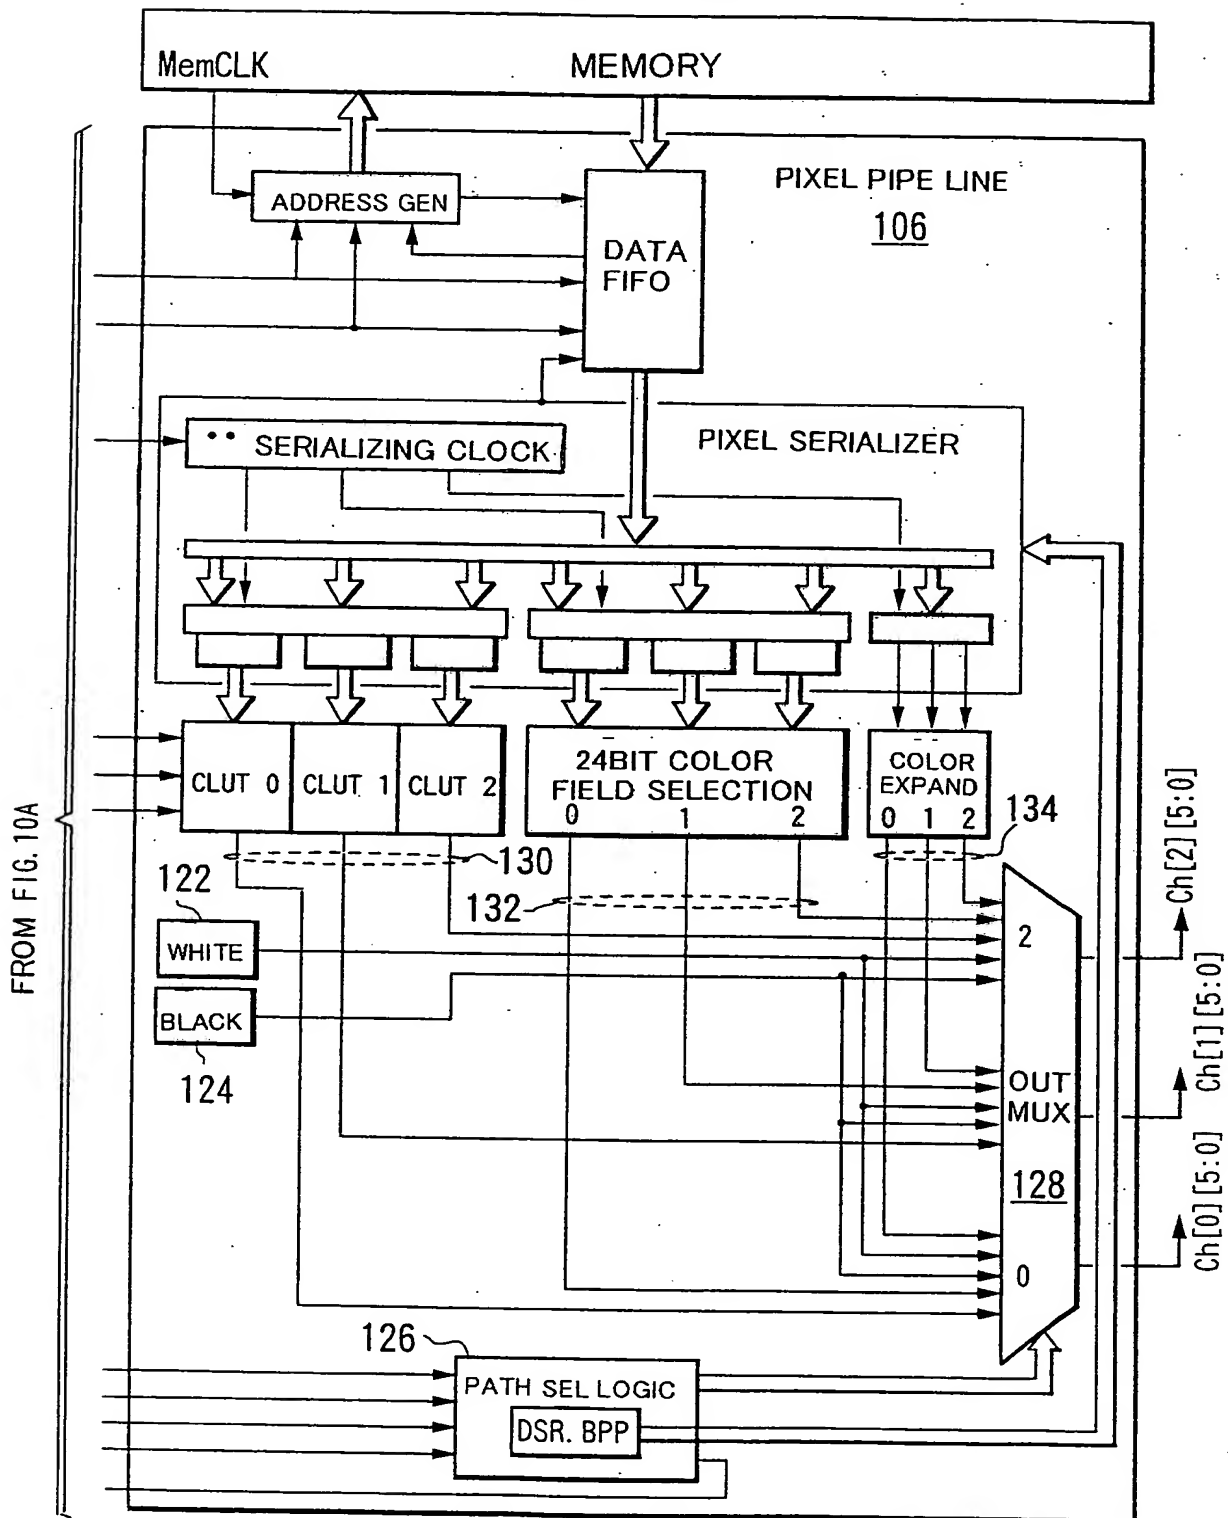 MemCLK
MEMORY
PIXEL PIPE LINE
106
ADDRESS GEN
DATA
FIFO
SERIALIZING CLOCK
PIXEL SERIALIZER
FROM FIG. 10A
CLUT 0
CLUT 1
CLUT 2
24BIT COLOR
FIELD SELECTION
0
1
2
COLOR
EXPAND
0 1 2
130
132
134
122
WHITE
BLACK
124
2
OUT
MUX
128
0
Ch[2][5:0]
Ch[1][5:0]
Ch[0][5:0]
126
PATH SEL LOGIC
DSR. BPP